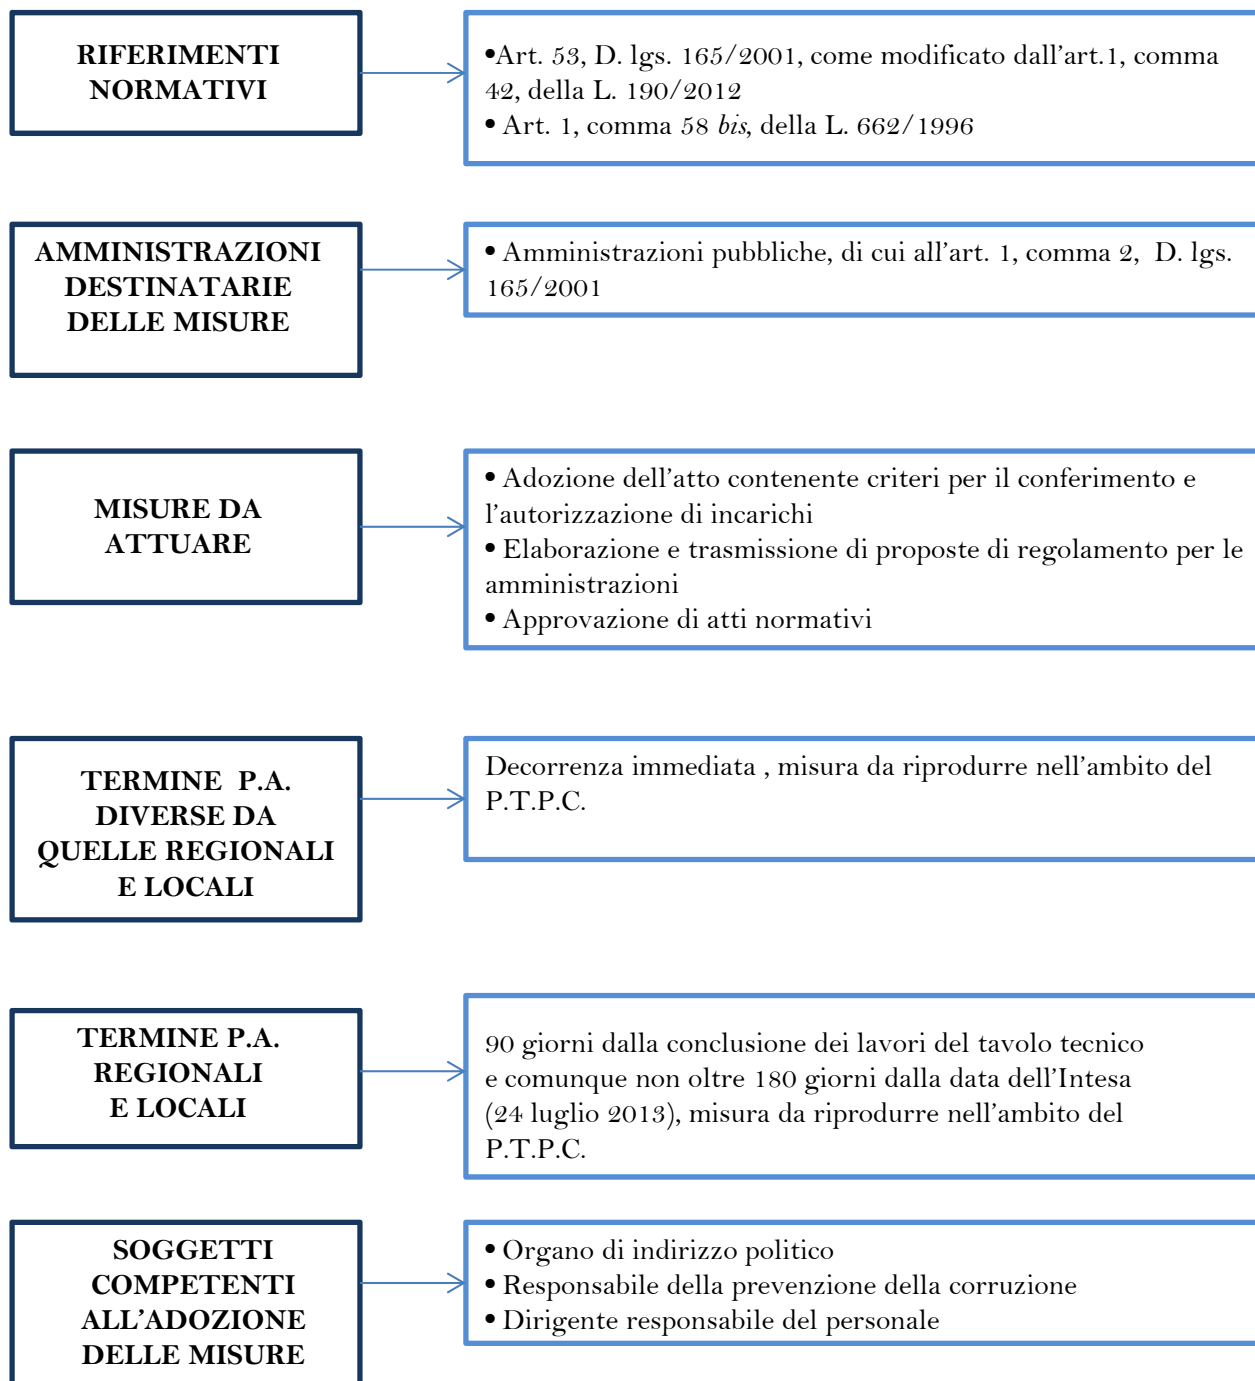 RIFERIMENTI
NORMATIVI
•Art. 53, D. lgs. 165/2001, come modificato dall’art.1, comma
42, della L. 190/2012
• Art. 1, comma 58 bis, della L. 662/1996
AMMINISTRAZIONI
DESTINATARIE
DELLE MISURE
• Amministrazioni pubbliche, di cui all’art. 1, comma 2, D. lgs.
165/2001
MISURE DA
ATTUARE
• Adozione dell’atto contenente criteri per il conferimento e
l’autorizzazione di incarichi
• Elaborazione e trasmissione di proposte di regolamento per le
amministrazioni
• Approvazione di atti normativi
TERMINE P.A.
DIVERSE DA
QUELLE REGIONALI
E LOCALI
Decorrenza immediata , misura da riprodurre nell’ambito del
P.T.P.C.
TERMINE P.A.
REGIONALI
E LOCALI
90 giorni dalla conclusione dei lavori del tavolo tecnico
e comunque non oltre 180 giorni dalla data dell’Intesa
(24 luglio 2013), misura da riprodurre nell’ambito del
P.T.P.C.
SOGGETTI
COMPETENTI
ALL’ADOZIONE
DELLE MISURE
• Organo di indirizzo politico
• Responsabile della prevenzione della corruzione
• Dirigente responsabile del personale